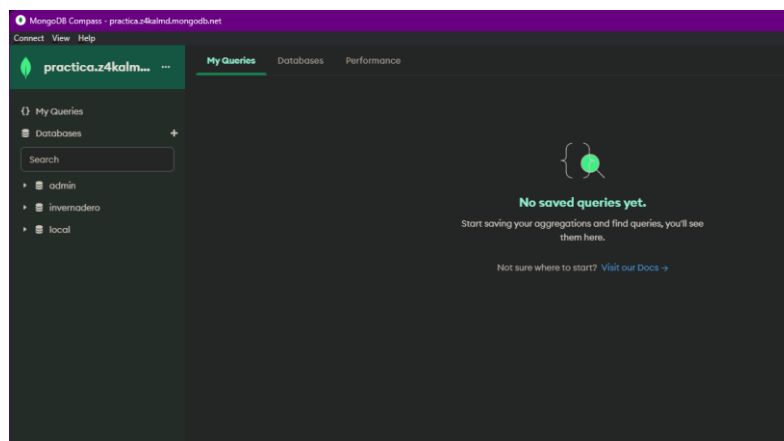 MongoDB Compass - practica.z4kalmd.mongodb.net
Connect View Help
practica.z4kalm... ...
My Queries Databases Performance
{} My Queries
Databases +
Search
admin
invernadero
local
No saved queries yet.
Start saving your aggregations and find queries, you'll see
them here.
Not sure where to start? Visit our Docs →